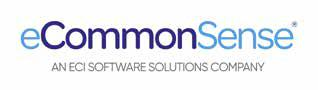 eCommonSense®
AN ECI SOFTWARE SOLUTIONS COMPANY